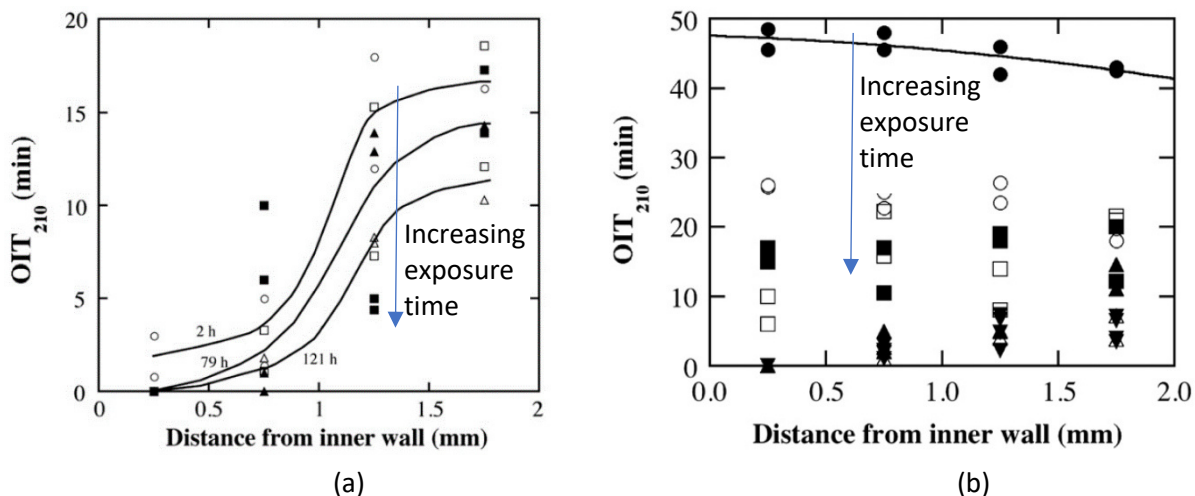 20
15
10
5
0
OIT₂₁₀ (min)
2 h
79 h
121 h
Increasing
exposure
time
0 0.5 1 1.5 2
Distance from inner wall (mm)
(a)
50
40
30
20
10
0
OIT₂₁₀ (min)
Increasing
exposure
time
0.0 0.5 1.0 1.5 2.0
Distance from inner wall (mm)
(b)